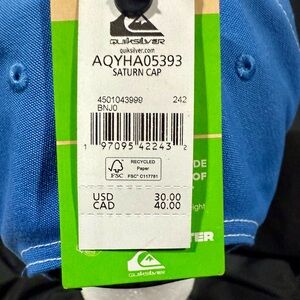 QUIKSILVER
quiksilver.com
AQYHA05393
SATURN CAP
4501043999 242
BNJ0
1 97095 42243 2
FSC
RECYCLED
Paper
FSC® C117781
USD 30.00
CAD 40.00
QUIKSILVER